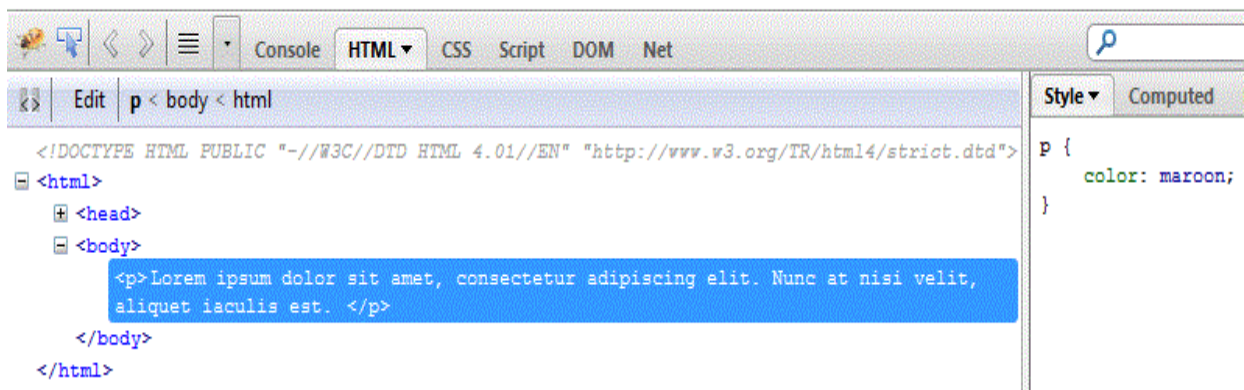 Console HTML CSS Script DOM Net
Edit p < body < html
Style Computed
<!DOCTYPE HTML PUBLIC "-//W3C//DTD HTML 4.01//EN" "http://www.w3.org/TR/html4/strict.dtd">
<html>
<head>
<body>
<p>Lorem ipsum dolor sit amet, consectetur adipiscing elit. Nunc at nisi velit,
aliquet iaculis est. </p>
</body>
</html>
p {
color: maroon;
}